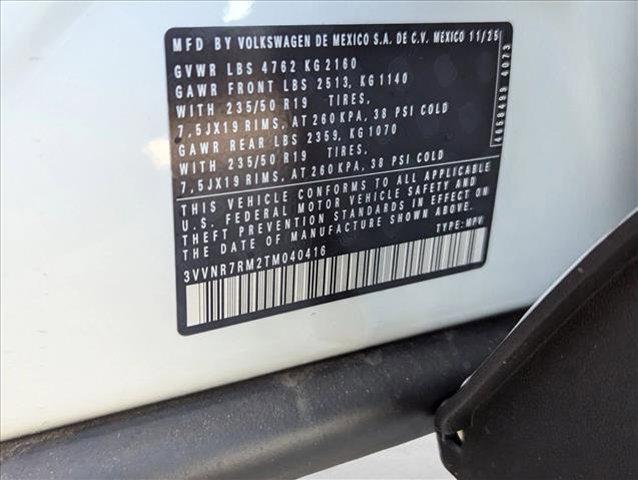 MFD BY VOLKSWAGEN DE MEXICO S.A. DE C.V. MEXICO 11/25
GVWR LBS 4762 KG 2160
GAWR FRONT LBS 2513, KG 1140
WITH 235/50 R19 TIRES,
7,5JX19 RIMS, AT 260 KPA, 38 PSI COLD
GAWR REAR LBS 2359, KG 1070
WITH 235/50 R19 TIRES,
7,5JX19 RIMS, AT 260 KPA, 38 PSI COLD
THIS VEHICLE CONFORMS TO ALL APPLICABLE
U.S. FEDERAL MOTOR VEHICLE SAFETY AND
THEFT PREVENTION STANDARDS IN EFFECT ON
THE DATE OF MANUFACTURE SHOWN ABOVE.
TYPE: MPV
3VVNR7RM2TM040416
4658499 4073